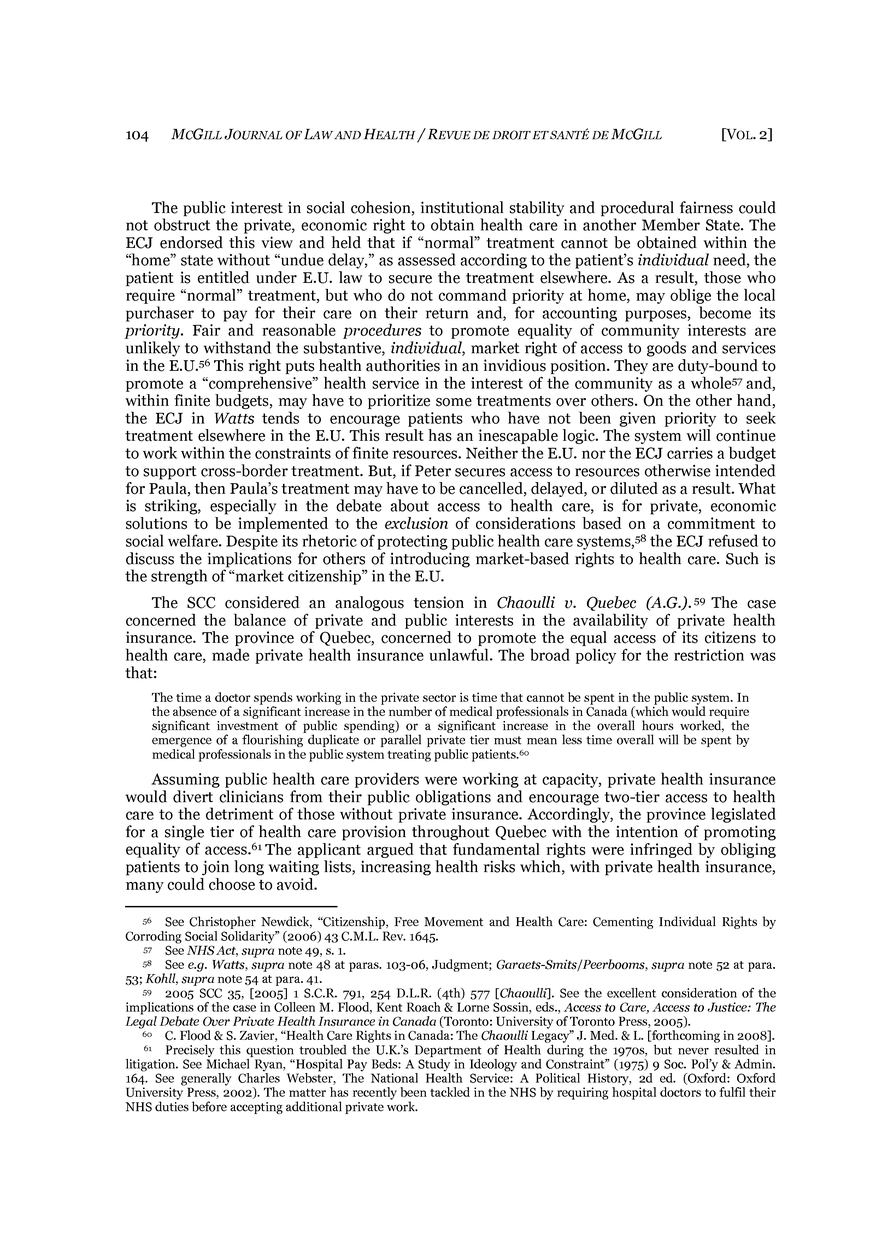 104 MCGILL JOURNAL OF LAW AND HEALTH / REVUE DE DROIT ET SANTÉ DE MCGILL [VOL. 2]
The public interest in social cohesion, institutional stability and procedural fairness could
not obstruct the private, economic right to obtain health care in another Member State. The
ECJ endorsed this view and held that if “normal” treatment cannot be obtained within the
“home” state without “undue delay,” as assessed according to the patient’s individual need, the
patient is entitled under E.U. law to secure the treatment elsewhere. As a result, those who
require “normal” treatment, but who do not command priority at home, may oblige the local
purchaser to pay for their care on their return and, for accounting purposes, become its
priority. Fair and reasonable procedures to promote equality of community interests are
unlikely to withstand the substantive, individual, market right of access to goods and services
in the E.U.⁵⁶ This right puts health authorities in an invidious position. They are duty-bound to
promote a “comprehensive” health service in the interest of the community as a whole⁵⁷ and,
within finite budgets, may have to prioritize some treatments over others. On the other hand,
the ECJ in Watts tends to encourage patients who have not been given priority to seek
treatment elsewhere in the E.U. This result has an inescapable logic. The system will continue
to work within the constraints of finite resources. Neither the E.U. nor the ECJ carries a budget
to support cross-border treatment. But, if Peter secures access to resources otherwise intended
for Paula, then Paula’s treatment may have to be cancelled, delayed, or diluted as a result. What
is striking, especially in the debate about access to health care, is for private, economic
solutions to be implemented to the exclusion of considerations based on a commitment to
social welfare. Despite its rhetoric of protecting public health care systems,⁵⁸ the ECJ refused to
discuss the implications for others of introducing market-based rights to health care. Such is
the strength of “market citizenship” in the E.U.
The SCC considered an analogous tension in Chaoulli v. Quebec (A.G.).⁵⁹ The case
concerned the balance of private and public interests in the availability of private health
insurance. The province of Quebec, concerned to promote the equal access of its citizens to
health care, made private health insurance unlawful. The broad policy for the restriction was
that:
The time a doctor spends working in the private sector is time that cannot be spent in the public system. In
the absence of a significant increase in the number of medical professionals in Canada (which would require
significant investment of public spending) or a significant increase in the overall hours worked, the
emergence of a flourishing duplicate or parallel private tier must mean less time overall will be spent by
medical professionals in the public system treating public patients.⁶⁰
Assuming public health care providers were working at capacity, private health insurance
would divert clinicians from their public obligations and encourage two-tier access to health
care to the detriment of those without private insurance. Accordingly, the province legislated
for a single tier of health care provision throughout Quebec with the intention of promoting
equality of access.⁶¹ The applicant argued that fundamental rights were infringed by obliging
patients to join long waiting lists, increasing health risks which, with private health insurance,
many could choose to avoid.
⁵⁶ See Christopher Newdick, “Citizenship, Free Movement and Health Care: Cementing Individual Rights by
Corroding Social Solidarity” (2006) 43 C.M.L. Rev. 1645.
⁵⁷ See NHS Act, supra note 49, s. 1.
⁵⁸ See e.g. Watts, supra note 48 at paras. 103-06, Judgment; Garaets-Smits/Peerbooms, supra note 52 at para.
53; Kohll, supra note 54 at para. 41.
⁵⁹ 2005 SCC 35, [2005] 1 S.C.R. 791, 254 D.L.R. (4th) 577 [Chaoulli]. See the excellent consideration of the
implications of the case in Colleen M. Flood, Kent Roach & Lorne Sossin, eds., Access to Care, Access to Justice: The
Legal Debate Over Private Health Insurance in Canada (Toronto: University of Toronto Press, 2005).
⁶⁰ C. Flood & S. Zavier, “Health Care Rights in Canada: The Chaoulli Legacy” J. Med. & L. [forthcoming in 2008].
⁶¹ Precisely this question troubled the U.K.’s Department of Health during the 1970s, but never resulted in
litigation. See Michael Ryan, “Hospital Pay Beds: A Study in Ideology and Constraint” (1975) 9 Soc. Pol’y & Admin.
164. See generally Charles Webster, The National Health Service: A Political History, 2d ed. (Oxford: Oxford
University Press, 2002). The matter has recently been tackled in the NHS by requiring hospital doctors to fulfil their
NHS duties before accepting additional private work.